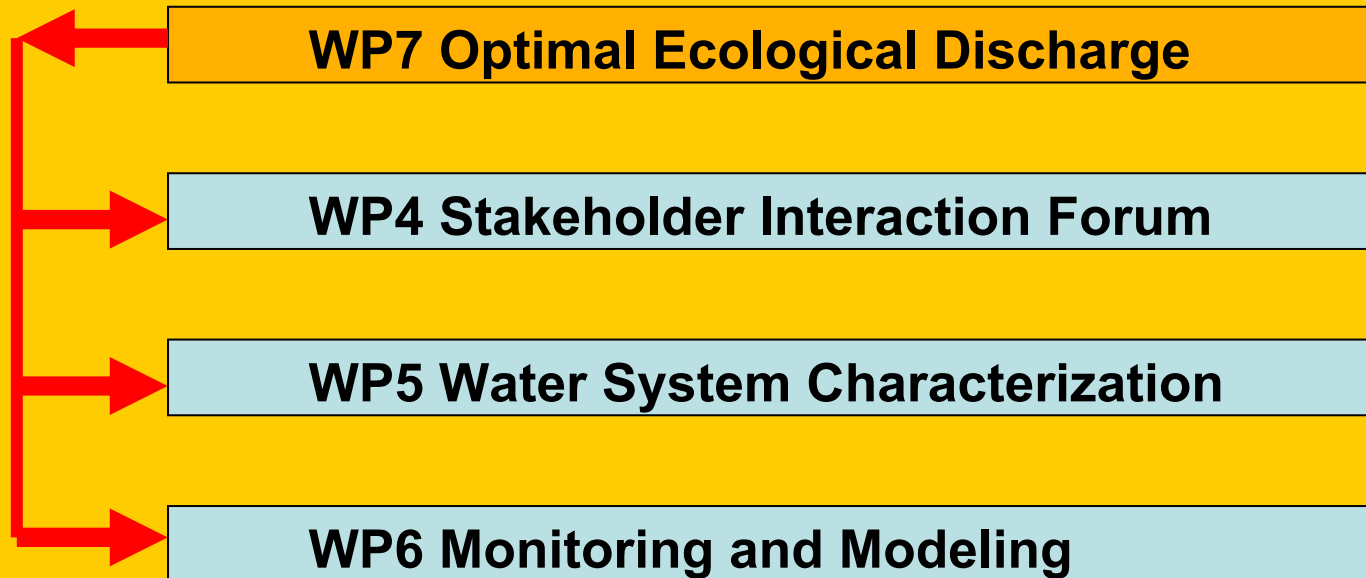 WP7 Optimal Ecological Discharge
WP4 Stakeholder Interaction Forum
WP5 Water System Characterization
WP6 Monitoring and Modeling